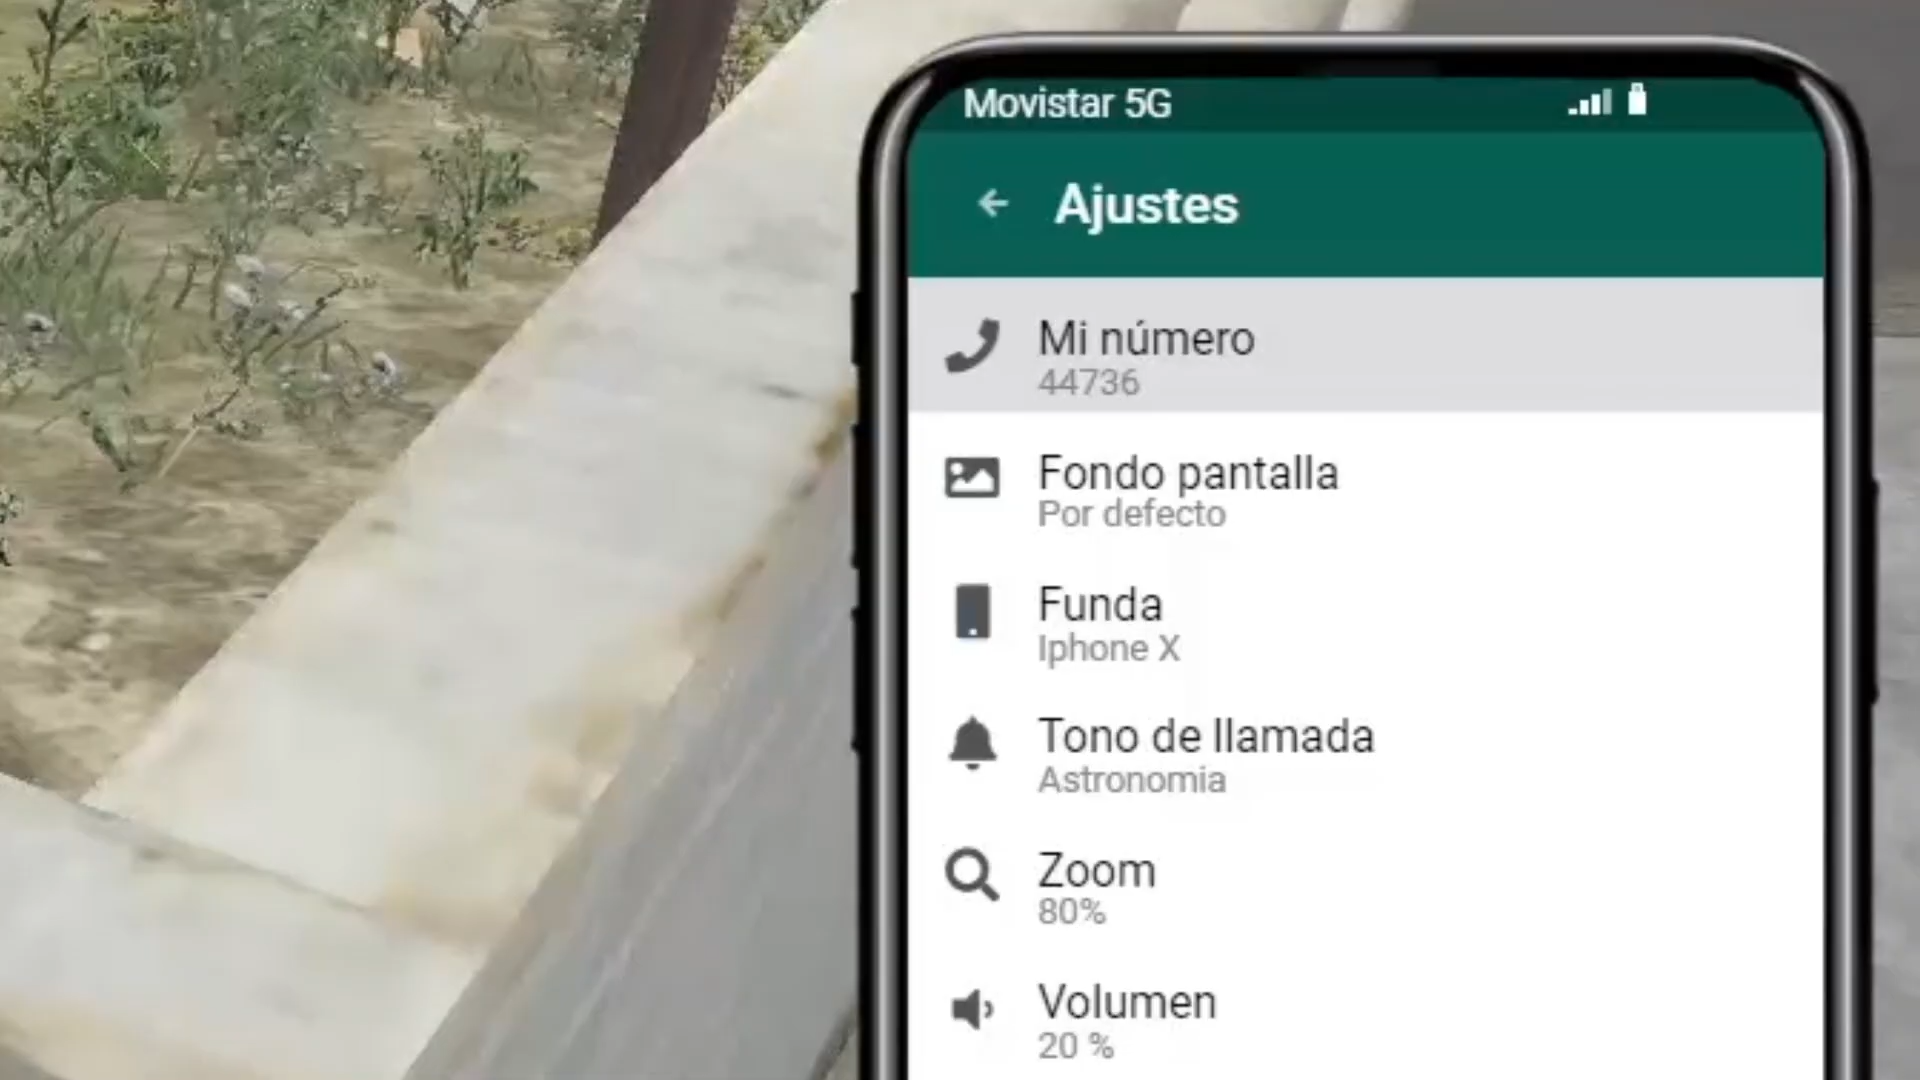 Movistar 5G
Ajustes
Mi número
44736
Fondo pantalla
Por defecto
Funda
Iphone X
Tono de llamada
Astronomia
Zoom
80%
Volumen
20 %